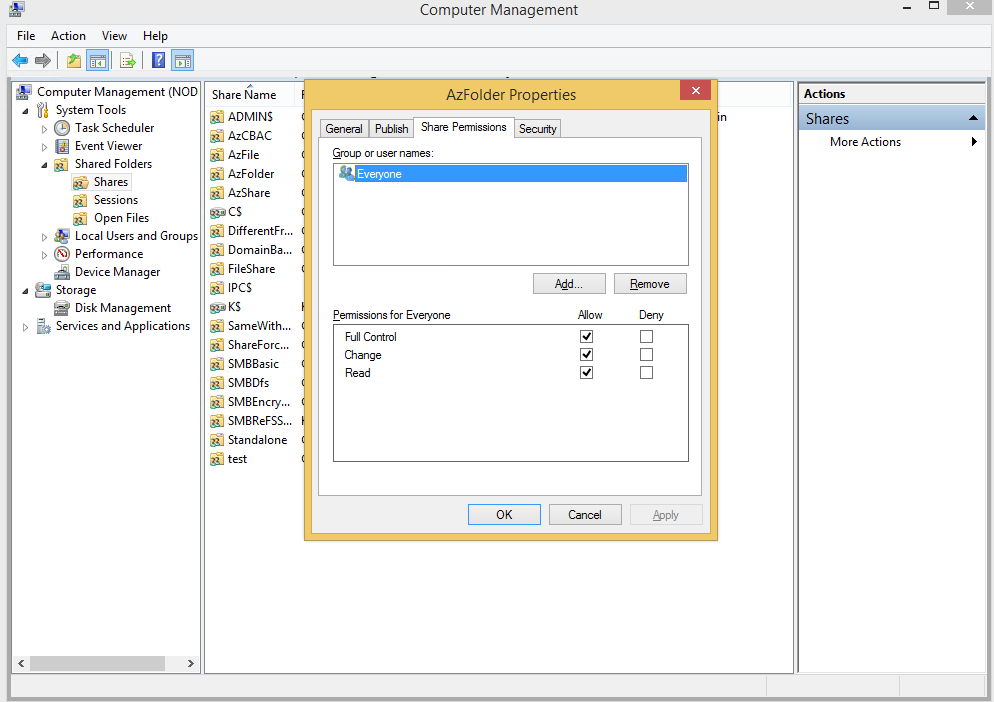 Computer Management
File Action View Help
Computer Management (NOD
System Tools
Task Scheduler
Event Viewer
Shared Folders
Shares
Sessions
Open Files
Local Users and Groups
Performance
Device Manager
Storage
Disk Management
Services and Applications
Share Name
ADMIN$
AzCBAC
AzFile
AzFolder
AzShare
C$
DifferentFr...
DomainBa...
FileShare
IPC$
K$
SameWith...
ShareForc...
SMBBasic
SMBDfs
SMBEncry...
SMBReFSS...
Standalone
test
AzFolder Properties
General Publish Share Permissions Security
Group or user names:
Everyone
Add... Remove
Permissions for Everyone Allow Deny
Full Control
Change
Read
OK Cancel Apply
in
Actions
Shares
More Actions